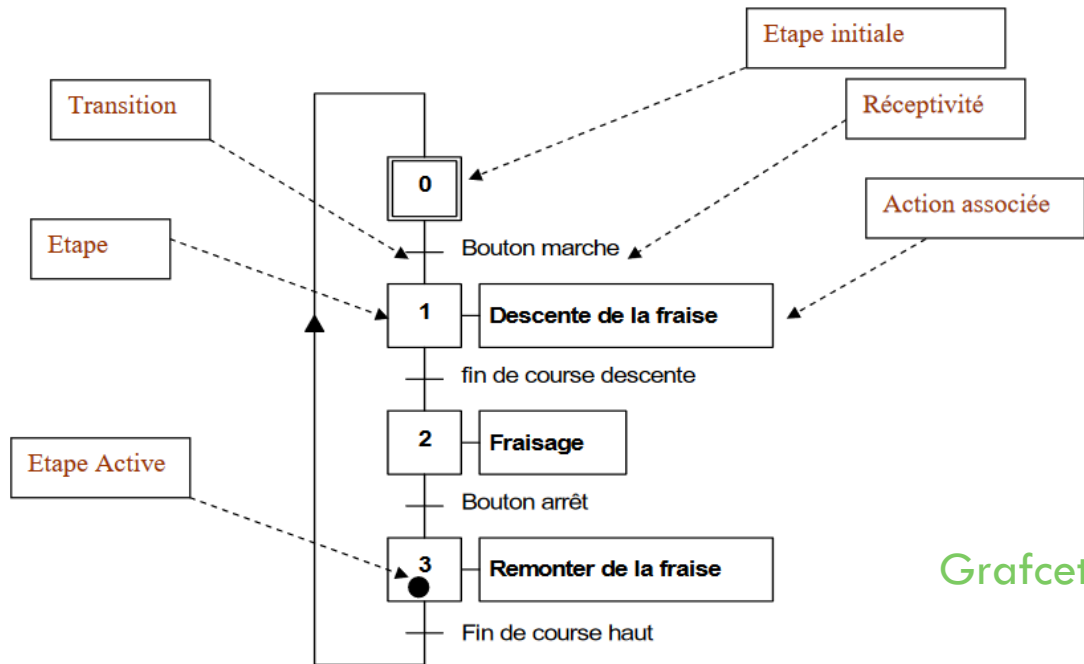 Etape initiale
Transition
Réceptivité
0
Action associée
Etape
Bouton marche
1
Descente de la fraise
fin de course descente
2
Fraisage
Etape Active
Bouton arrêt
3
Remonter de la fraise
Grafcet
Fin de course haut